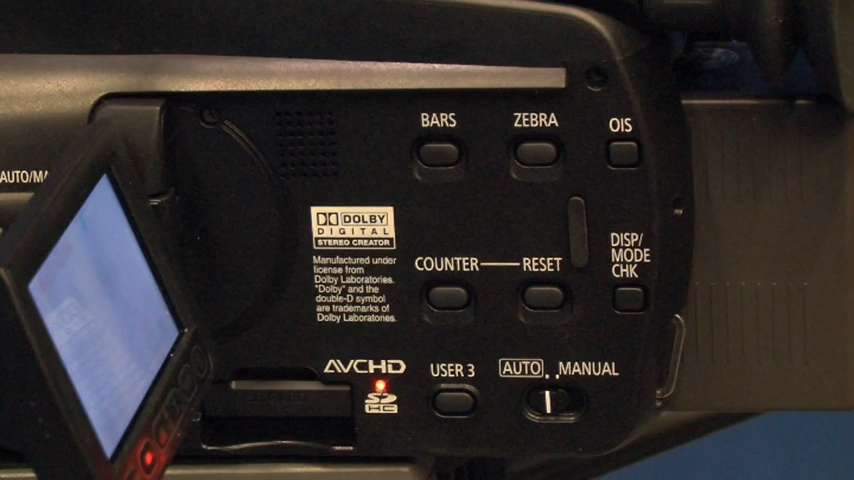 BARS
ZEBRA
OIS
AUTO/MA
DOLBY
DIGITAL
STEREO CREATOR
Manufactured under
license from
Dolby Laboratories.
"Dolby" and the
double-D symbol
are trademarks of
Dolby Laboratories.
COUNTER
RESET
DISP/
MODE
CHK
AVCHD
SD
HC
USER 3
AUTO
MANUAL